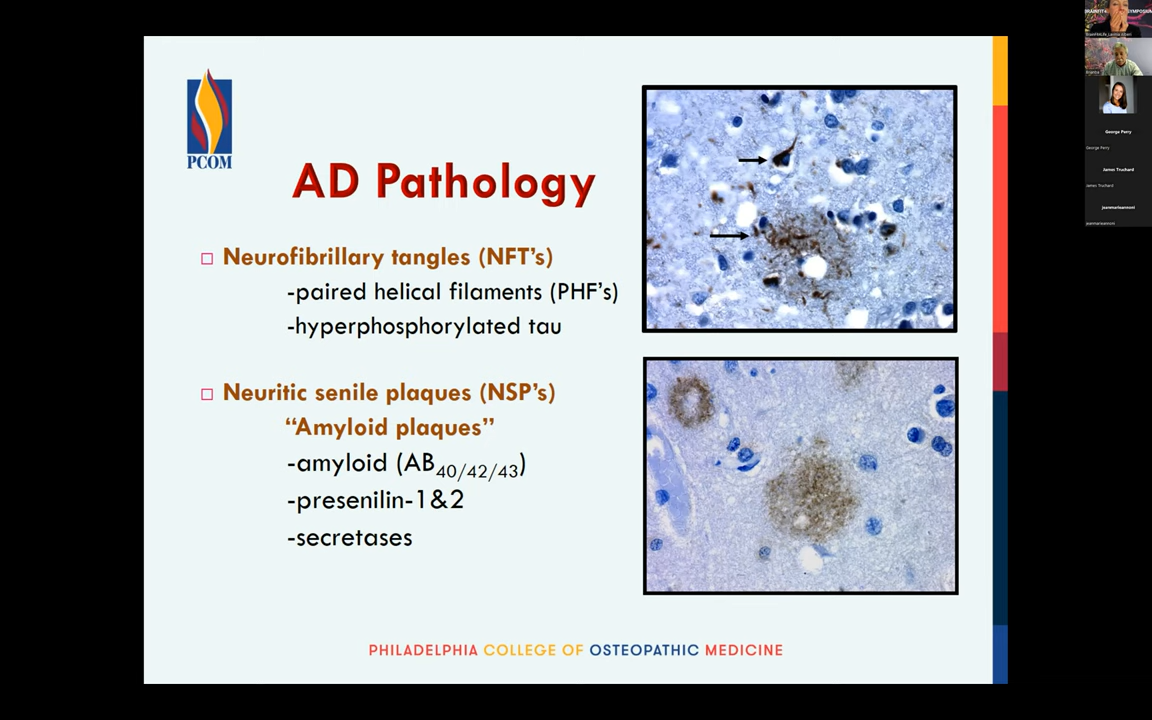 PCOM
AD Pathology
Neurofibrillary tangles (NFT's)
-paired helical filaments (PHF's)
-hyperphosphorylated tau
Neuritic senile plaques (NSP's)
“Amyloid plaques”
-amyloid (AB40/42/43)
-presenilin-1&2
-secretases
PHILADELPHIA COLLEGE OF OSTEOPATHIC MEDICINE
George Perry
George Perry
James Truchard
James Truchard
jeanmarieannoni
jeanmarieannoni